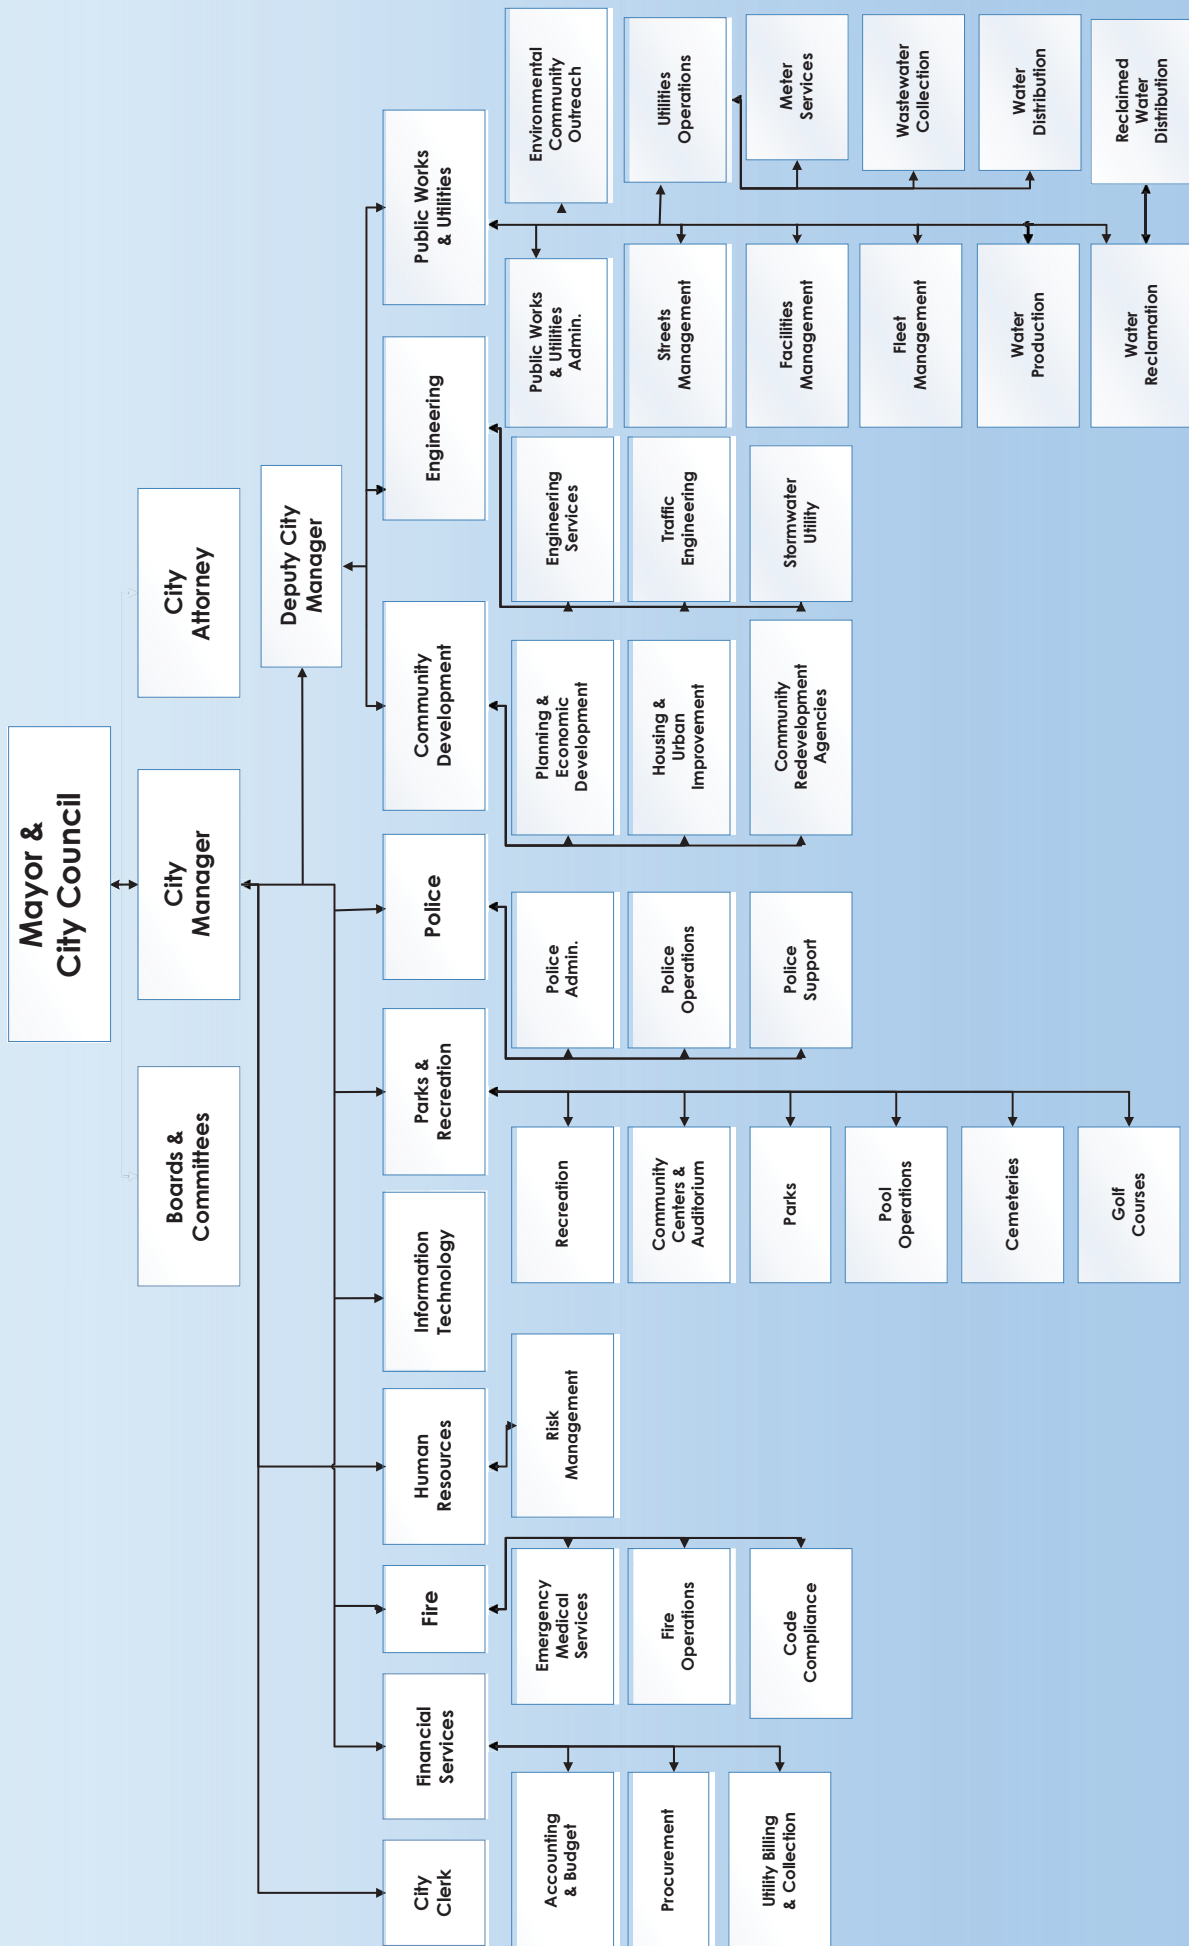 Mayor &
City Council
Boards &
Committees
City
Manager
City
Attorney
Deputy City
Manager
City
Clerk
Financial
Services
Fire
Human
Resources
Information
Technology
Parks &
Recreation
Police
Community
Development
Engineering
Public Works
& Utilities
Accounting
& Budget
Procurement
Utility Billing
& Collection
Emergency
Medical
Services
Fire
Operations
Code
Compliance
Risk
Management
Recreation
Community
Centers &
Auditorium
Parks
Pool
Operations
Cemeteries
Golf
Courses
Police
Admin.
Police
Operations
Police
Support
Planning &
Economic
Development
Housing &
Urban
Improvement
Community
Redevelopment
Agencies
Engineering
Services
Traffic
Engineering
Stormwater
Utility
Public Works
& Utilities
Admin.
Streets
Management
Facilities
Management
Fleet
Management
Water
Production
Water
Reclamation
Environmental
Community
Outreach
Utilities
Operations
Meter
Services
Wastewater
Collection
Water
Distribution
Reclaimed
Water
Distribution